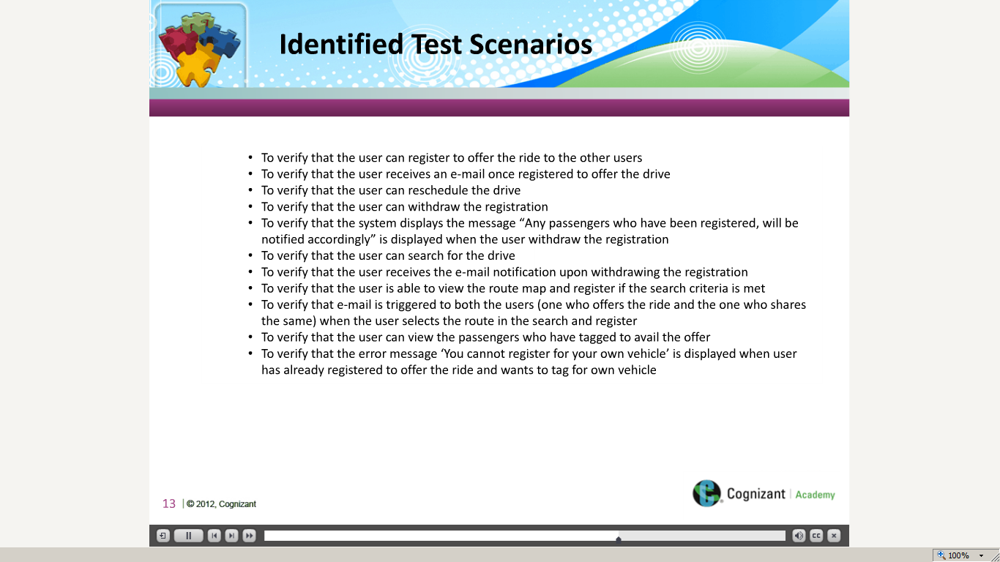 Identified Test Scenarios
• To verify that the user can register to offer the ride to the other users
• To verify that the user receives an e-mail once registered to offer the drive
• To verify that the user can reschedule the drive
• To verify that the user can withdraw the registration
• To verify that the system displays the message “Any passengers who have been registered, will be
notified accordingly” is displayed when the user withdraw the registration
• To verify that the user can search for the drive
• To verify that the user receives the e-mail notification upon withdrawing the registration
• To verify that the user is able to view the route map and register if the search criteria is met
• To verify that e-mail is triggered to both the users (one who offers the ride and the one who shares
the same) when the user selects the route in the search and register
• To verify that the user can view the passengers who have tagged to avail the offer
• To verify that the error message ‘You cannot register for your own vehicle’ is displayed when user
has already registered to offer the ride and wants to tag for own vehicle
13 | © 2012, Cognizant
Cognizant | Academy
CC
100%